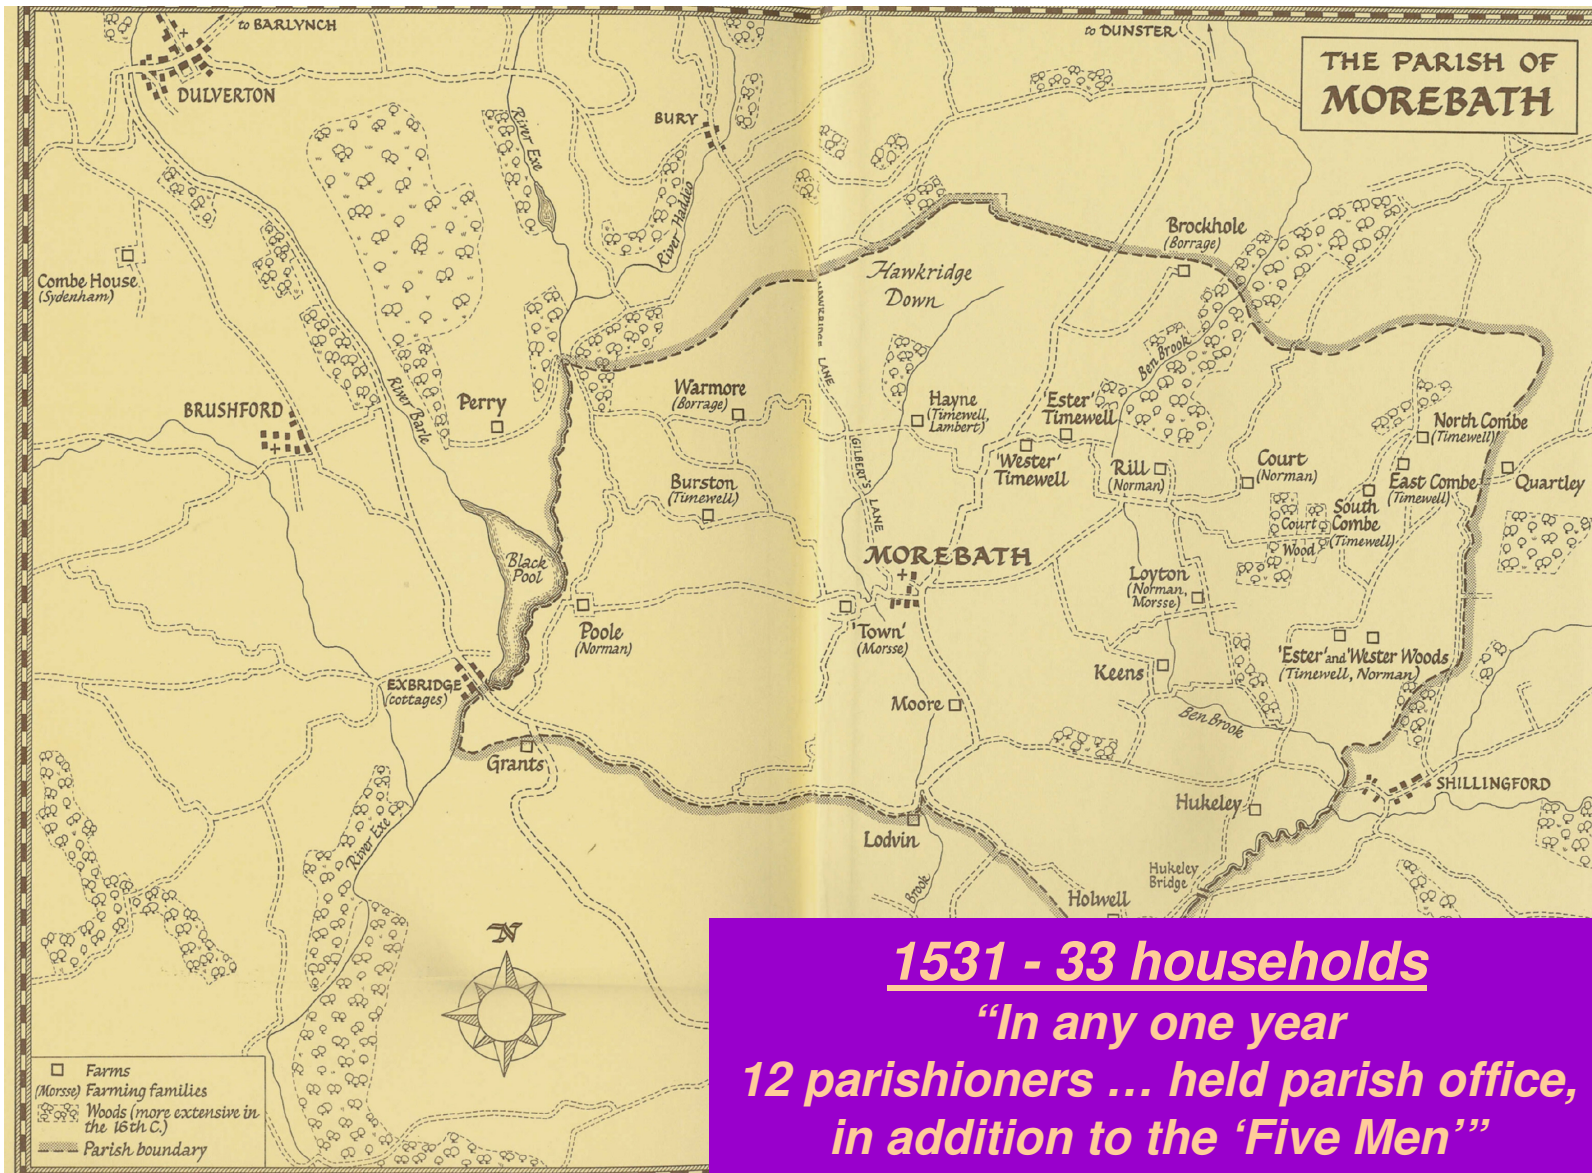 to BARLYNCH
DULVERTON
to DUNSTER
THE PARISH OF
MOREBATH
BURY
River Exe
River Haddeo
Combe House
(Sydenham)
Brockhole
(Borrage)
Hawkridge
Down
HAWKRIDGE LANE
Ben Brook
BRUSHFORD
River Barle
Perry
Warmore
(Borrage)
Hayne
(Timewell,
Lambert)
'Ester'
Timewell
'Wester'
Timewell
North Combe
(Timewell)
Burston
(Timewell)
GILBERT'S LANE
Rill
(Norman)
Court
(Norman)
East Combe
(Timewell)
Quartley
South
Combe
(Timewell)
Court
Wood
Black
Pool
MOREBATH
Loyton
(Norman,
Morsse)
Poole
(Norman)
'Town'
(Morsse)
'Ester' and 'Wester Woods
(Timewell, Norman)
Keens
EXBRIDGE
(cottages)
Moore
Ben Brook
Grants
SHILLINGFORD
Hukeley
Lodvin
River Exe
Hukeley
Bridge
Brook
Holwell
N
Farms
(Morsse) Farming families
Woods (more extensive in
the 16th C.)
Parish boundary
1531 - 33 households
“In any one year
12 parishioners … held parish office,
in addition to the ‘Five Men’”